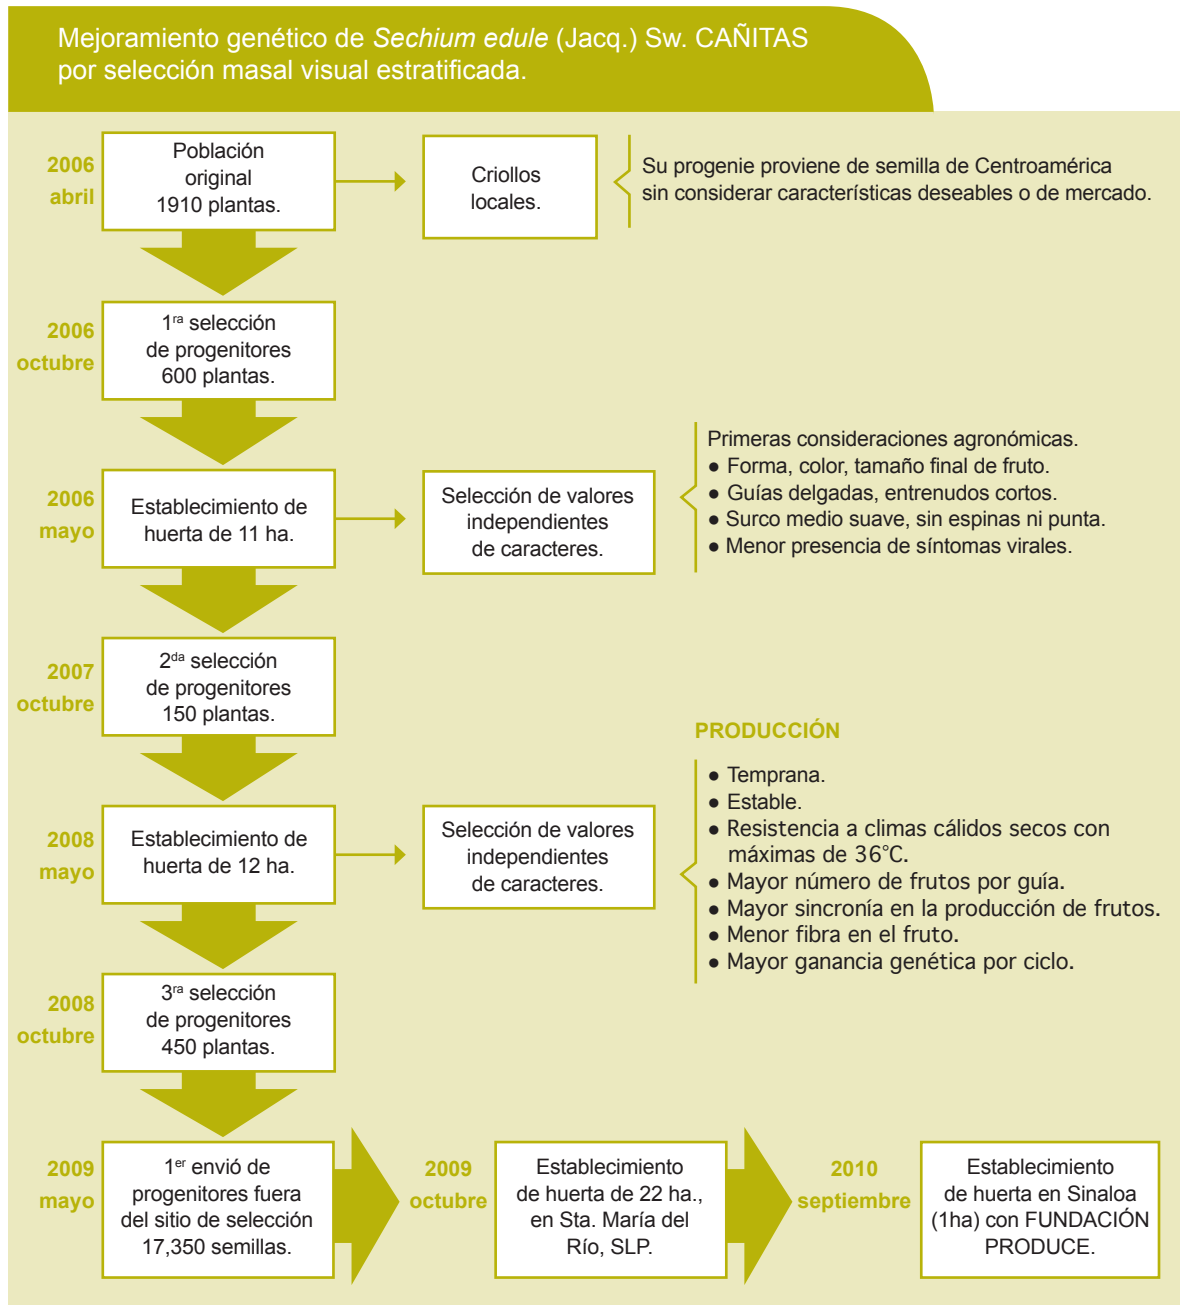 Mejoramiento genético de Sechium edule (Jacq.) Sw. CAÑITAS
por selección masal visual estratificada.
2006
abril
Población
original
1910 plantas.
Criollos
locales.
Su progenie proviene de semilla de Centroamérica
sin considerar características deseables o de mercado.
2006
octubre
1ra selección
de progenitores
600 plantas.
2006
mayo
Establecimiento de
huerta de 11 ha.
Selección de valores
independientes
de caracteres.
Primeras consideraciones agronómicas.
● Forma, color, tamaño final de fruto.
● Guías delgadas, entrenudos cortos.
● Surco medio suave, sin espinas ni punta.
● Menor presencia de síntomas virales.
2007
octubre
2da selección
de progenitores
150 plantas.
2008
mayo
Establecimiento de
huerta de 12 ha.
Selección de valores
independientes
de caracteres.
PRODUCCIÓN
● Temprana.
● Estable.
● Resistencia a climas cálidos secos con
máximas de 36°C.
● Mayor número de frutos por guía.
● Mayor sincronía en la producción de frutos.
● Menor fibra en el fruto.
● Mayor ganancia genética por ciclo.
2008
octubre
3ra selección
de progenitores
450 plantas.
2009
mayo
1er envió de
progenitores fuera
del sitio de selección
17,350 semillas.
2009
octubre
Establecimiento
de huerta de 22 ha.,
en Sta. María del
Río, SLP.
2010
septiembre
Establecimiento
de huerta en Sinaloa
(1ha) con FUNDACIÓN
PRODUCE.